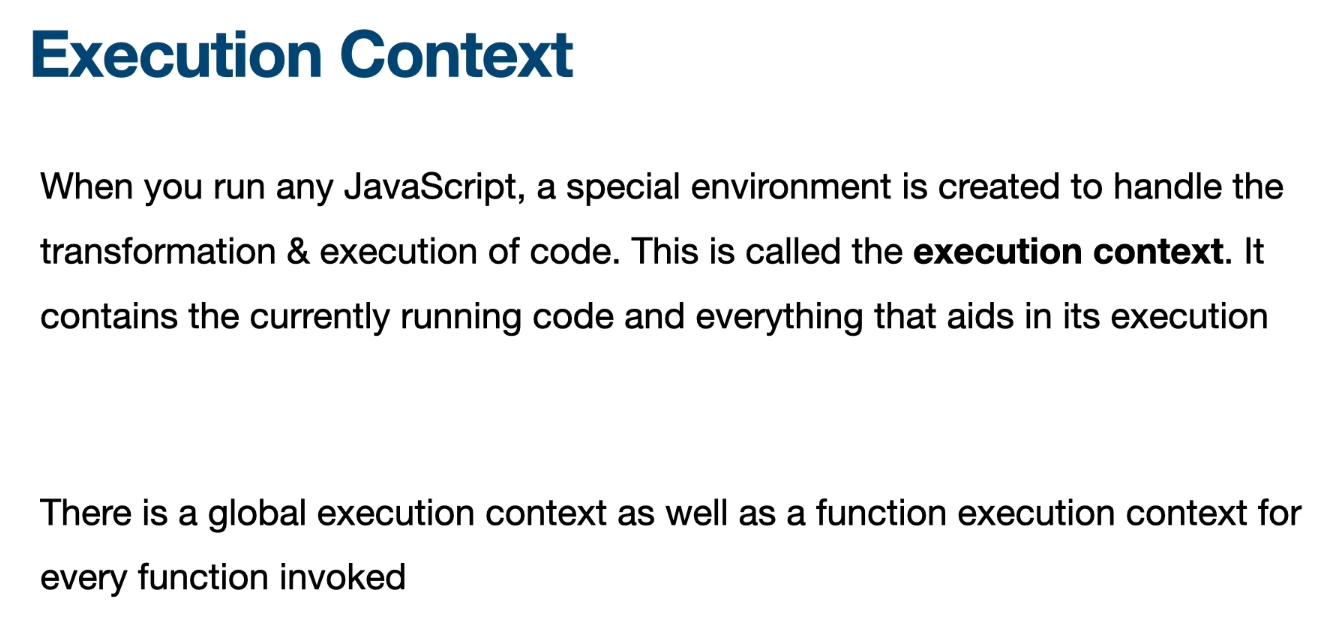 Execution Context
When you run any JavaScript, a special environment is created to handle the
transformation & execution of code. This is called the execution context. It
contains the currently running code and everything that aids in its execution
There is a global execution context as well as a function execution context for
every function invoked